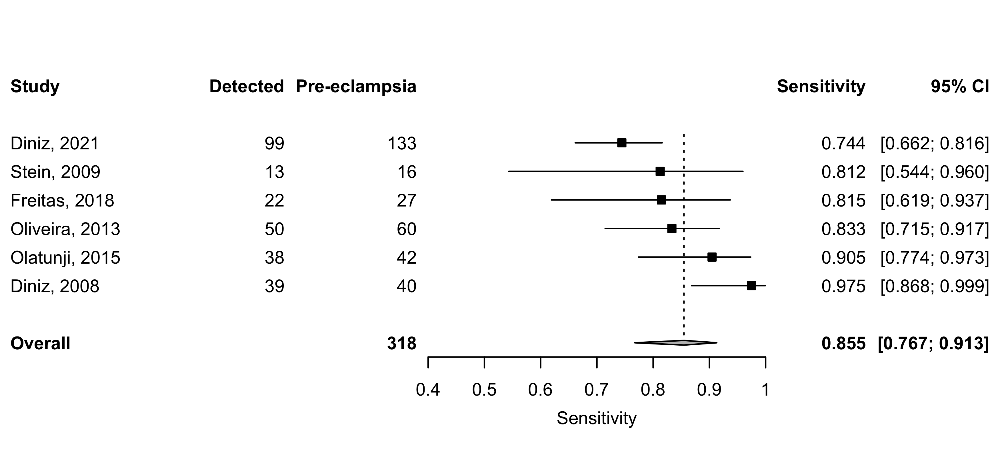 Study Detected Pre-eclampsia Sensitivity 95% CI
Diniz, 2021 99 133 0.744 [0.662; 0.816]
Stein, 2009 13 16 0.812 [0.544; 0.960]
Freitas, 2018 22 27 0.815 [0.619; 0.937]
Oliveira, 2013 50 60 0.833 [0.715; 0.917]
Olatunji, 2015 38 42 0.905 [0.774; 0.973]
Diniz, 2008 39 40 0.975 [0.868; 0.999]
Overall 318 0.855 [0.767; 0.913]
0.4 0.5 0.6 0.7 0.8 0.9 1
Sensitivity